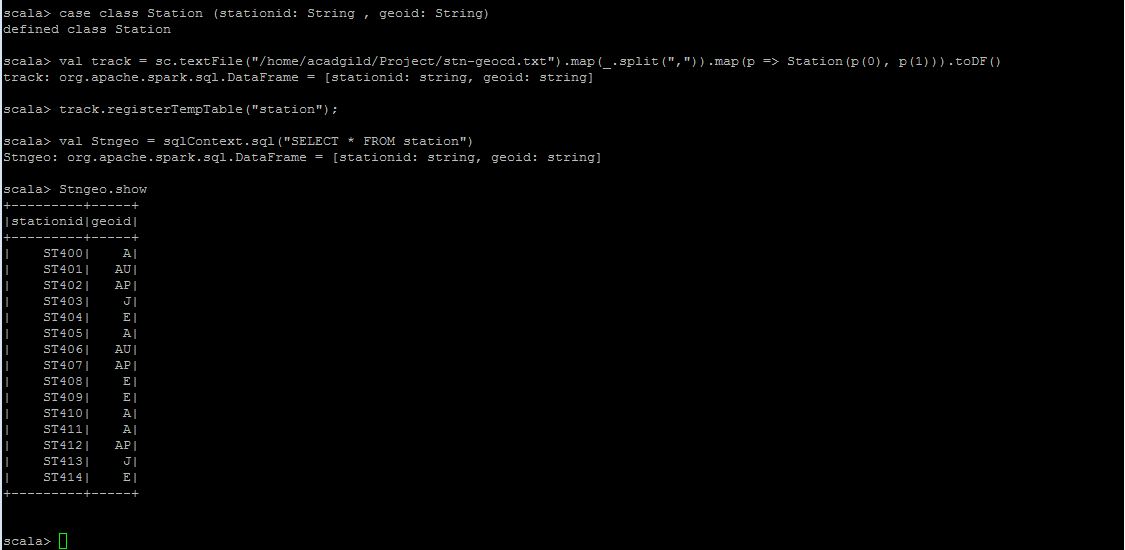 scala> case class Station (stationid: String , geoid: String)
defined class Station
scala> val track = sc.textFile("/home/acadgild/Project/stn-geocd.txt").map(_.split(",")).map(p => Station(p(0), p(1))).toDF()
track: org.apache.spark.sql.DataFrame = [stationid: string, geoid: string]
scala> track.registerTempTable("station");
scala> val Stngeo = sqlContext.sql("SELECT * FROM station")
Stngeo: org.apache.spark.sql.DataFrame = [stationid: string, geoid: string]
scala> Stngeo.show
+---------+-----+
|stationid|geoid|
+---------+-----+
|    ST400|    A|
|    ST401|   AU|
|    ST402|   AP|
|    ST403|    J|
|    ST404|    E|
|    ST405|    A|
|    ST406|   AU|
|    ST407|   AP|
|    ST408|    E|
|    ST409|    E|
|    ST410|    A|
|    ST411|    A|
|    ST412|   AP|
|    ST413|    J|
|    ST414|    E|
+---------+-----+
scala>